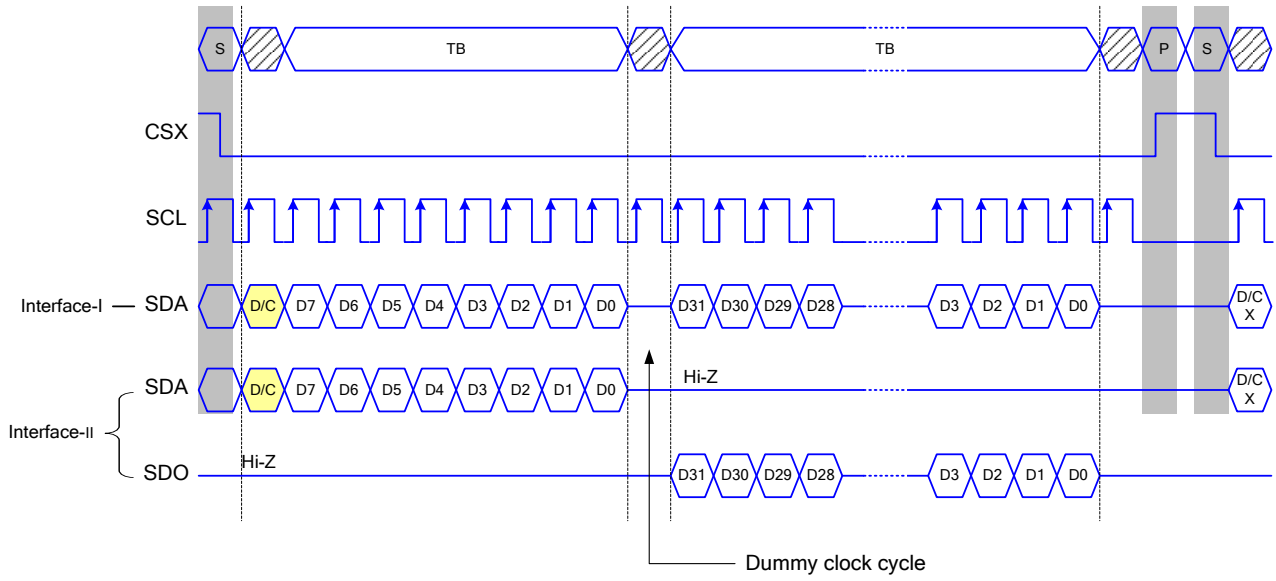 S TB TB P S
CSX
SCL
Interface-I SDA D/C D7 D6 D5 D4 D3 D2 D1 D0 D31 D30 D29 D28 D3 D2 D1 D0 D/C X
SDA D/C D7 D6 D5 D4 D3 D2 D1 D0 Hi-Z D/C X
Interface-II
SDO Hi-Z D31 D30 D29 D28 D3 D2 D1 D0
Dummy clock cycle